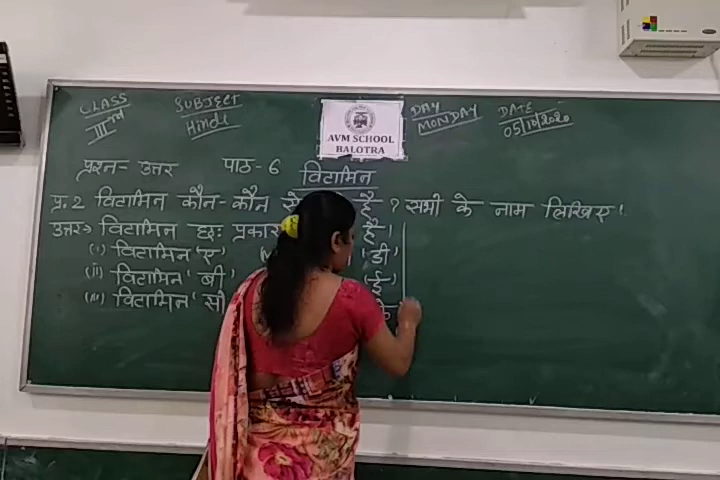 CLASS SUBJECT DAY DATE
IIIrd Hindi MONDAY 05/10/2020
AVM SCHOOL
BALOTRA
प्रश्न- उत्तर पाठ-6 विटामिन
प्र.2 विटामिन कौन-कौन से है ? सभी के नाम लिखिए।
उत्तर→ विटामिन छः प्रकार है।
(i) विटामिन 'ए' 'डी'
(ii) विटामिन 'बी' 'ई'
(iii) विटामिन 'सी